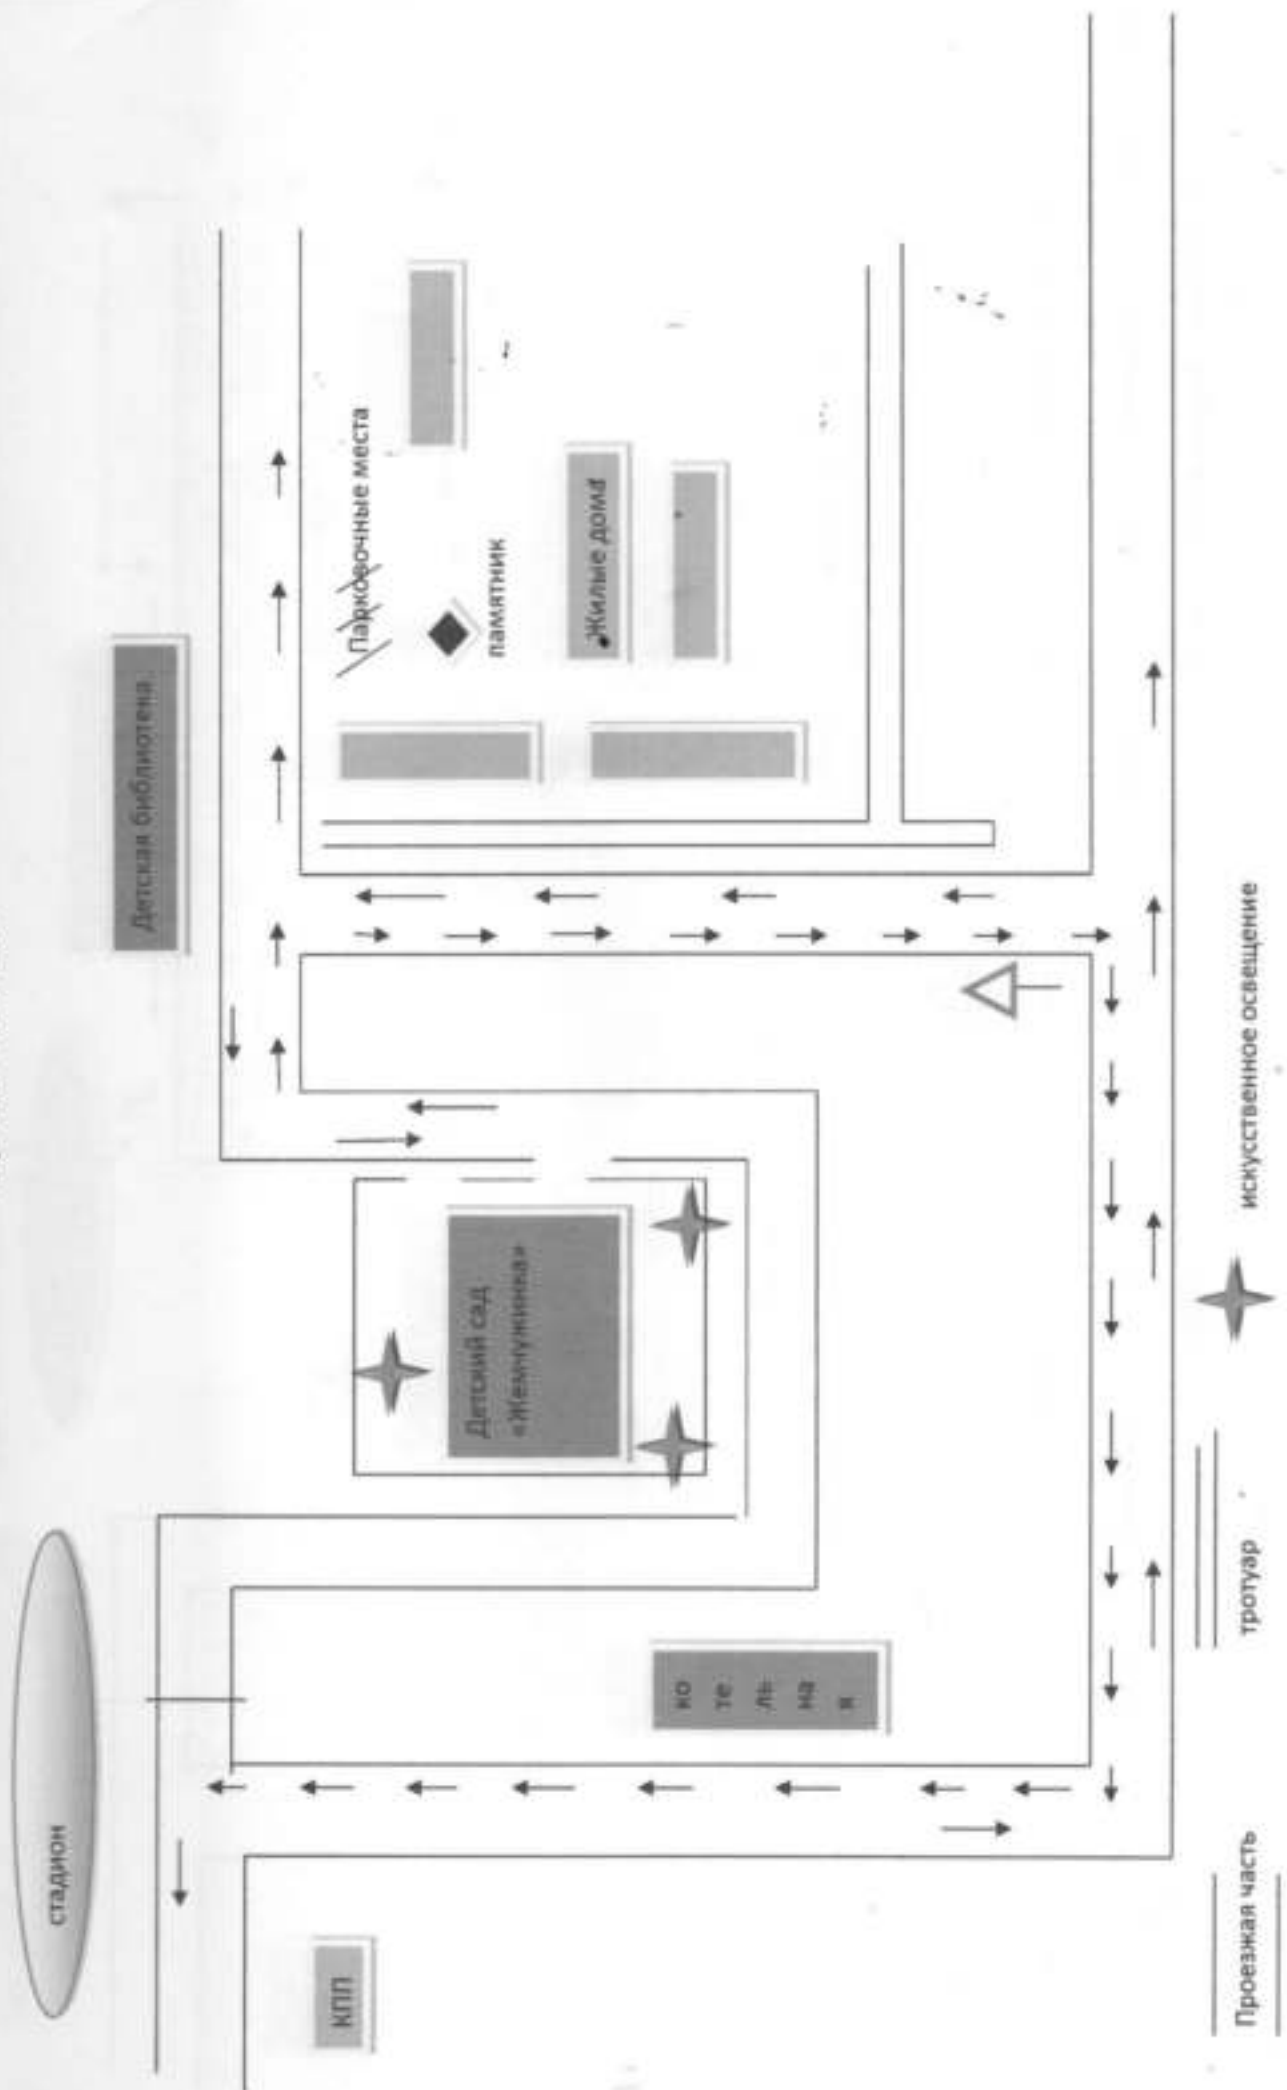 стадион
Детская библиотека
КПП
Парковочные места
памятник
Детский сад
«Жемчужинка»
Жилые дома
ко
те
ль
на
я
Проезжая часть
тротуар
искусственное освещение